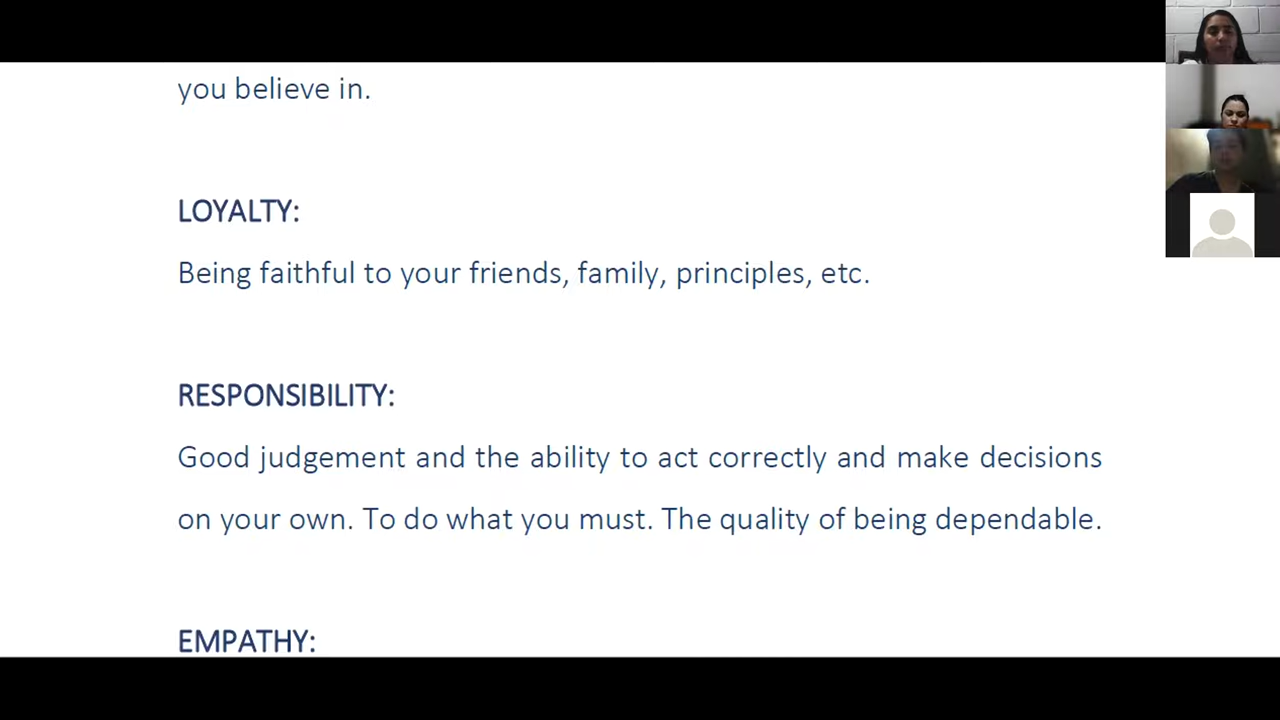 you believe in.
LOYALTY:
Being faithful to your friends, family, principles, etc.
RESPONSIBILITY:
Good judgement and the ability to act correctly and make decisions
on your own. To do what you must. The quality of being dependable.
EMPATHY: